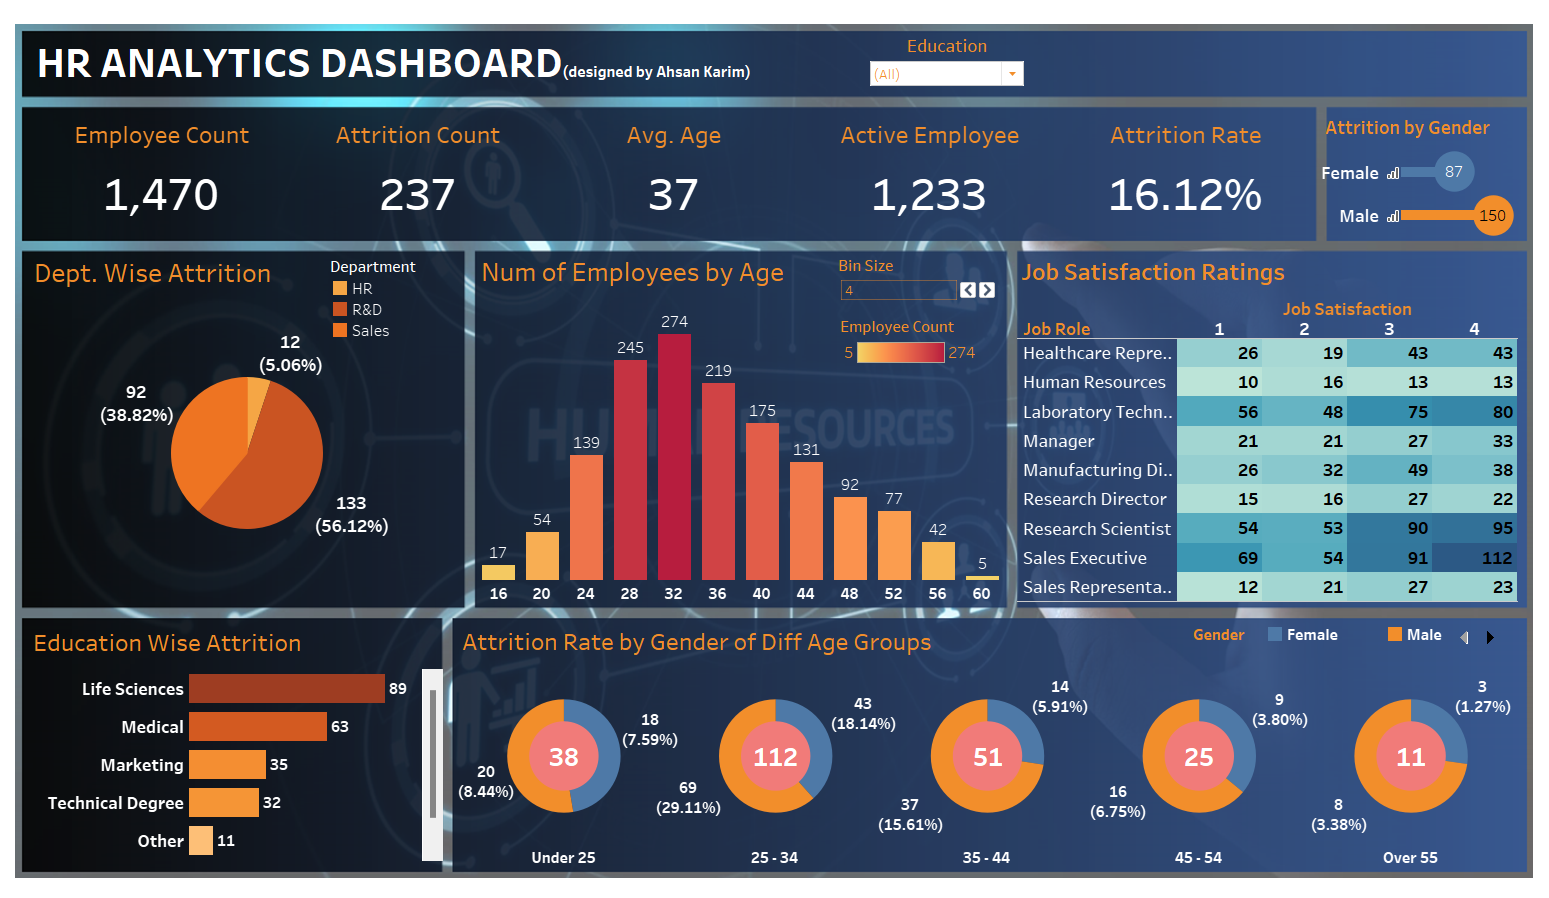 HR ANALYTICS DASHBOARD(designed by Ahsan Karim)
Education
(All)
Employee Count
1,470
Attrition Count
237
Avg. Age
37
Active Employee
1,233
Attrition Rate
16.12%
Attrition by Gender
Female 87
Male 150
Dept. Wise Attrition
Department
HR
R&D
Sales
12
(5.06%)
92
(38.82%)
133
(56.12%)
Num of Employees by Age
Bin Size
4
Employee Count
5 274
17 54 139 245 274 219 175 131 92 77 42 5
16 20 24 28 32 36 40 44 48 52 56 60
HUMAN RESOURCES
Job Satisfaction Ratings
Job Satisfaction
Job Role 1 2 3 4
Healthcare Repre.. 26 19 43 43
Human Resources 10 16 13 13
Laboratory Techn.. 56 48 75 80
Manager 21 21 27 33
Manufacturing Di.. 26 32 49 38
Research Director 15 16 27 22
Research Scientist 54 53 90 95
Sales Executive 69 54 91 112
Sales Representa.. 12 21 27 23
Education Wise Attrition
Life Sciences 89
Medical 63
Marketing 35
Technical Degree 32
Other 11
Attrition Rate by Gender of Diff Age Groups
Gender Female Male
18
(7.59%)
38
20
(8.44%)
Under 25
43
(18.14%)
112
69
(29.11%)
25 - 34
14
(5.91%)
51
37
(15.61%)
35 - 44
9
(3.80%)
25
16
(6.75%)
45 - 54
3
(1.27%)
11
8
(3.38%)
Over 55